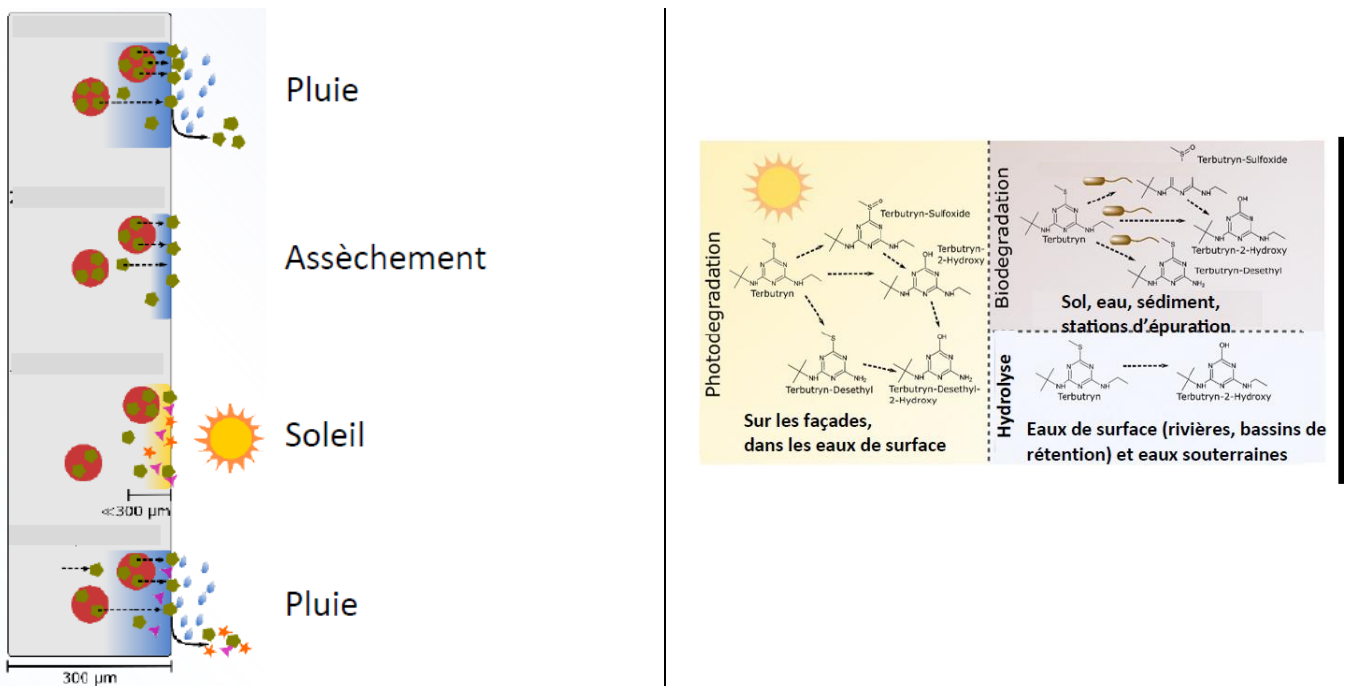 Pluie
Assèchement
Soleil
≪300 µm
Pluie
300 µm
Photodegradation
Terbutryn-Sulfoxide
Terbutryn-
2-Hydroxy
Terbutryn
Terbutryn-Desethyl
Terbutryn-Desethyl-
2-Hydroxy
Sur les façades,
dans les eaux de surface
Biodegradation
Terbutryn-Sulfoxide
Terbutryn
Terbutryn-2-Hydroxy
Terbutryn-Desethyl
Sol, eau, sédiment,
stations d'épuration
Hydrolyse
Terbutryn
Terbutryn-2-Hydroxy
Eaux de surface (rivières, bassins de
rétention) et eaux souterraines